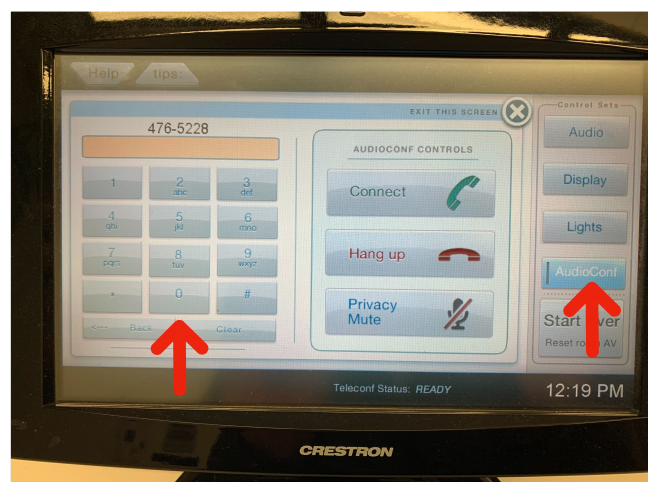 Help
tips:
EXIT THIS SCREEN
476-5228
1
2
abc
3
def
4
ghi
5
jkl
6
mno
7
pqrs
8
tuv
9
wxyz
*
0
#
<--- Back
Clear
AUDIOCONF CONTROLS
Connect
Hang up
Privacy
Mute
Control Sets
Audio
Display
Lights
AudioConf
Start
Reset AV
Teleconf Status: READY
12:19 PM
CRESTRON